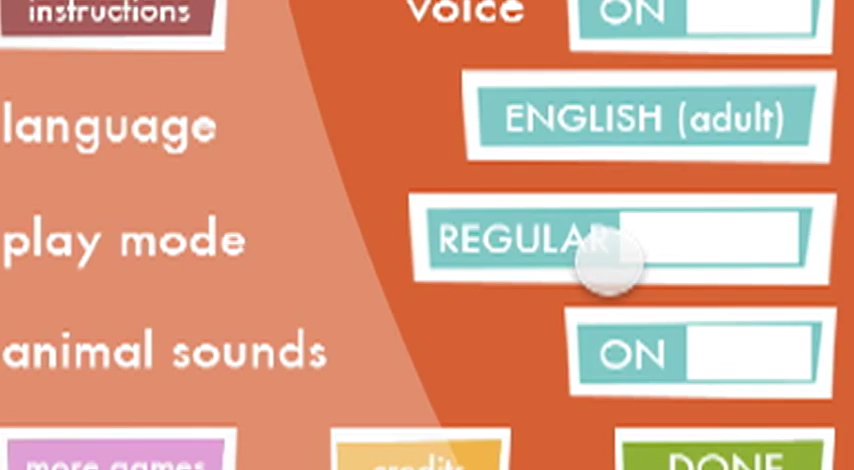 instructions
voice ON
language ENGLISH (adult)
play mode REGULAR
animal sounds ON
more games credits DONE